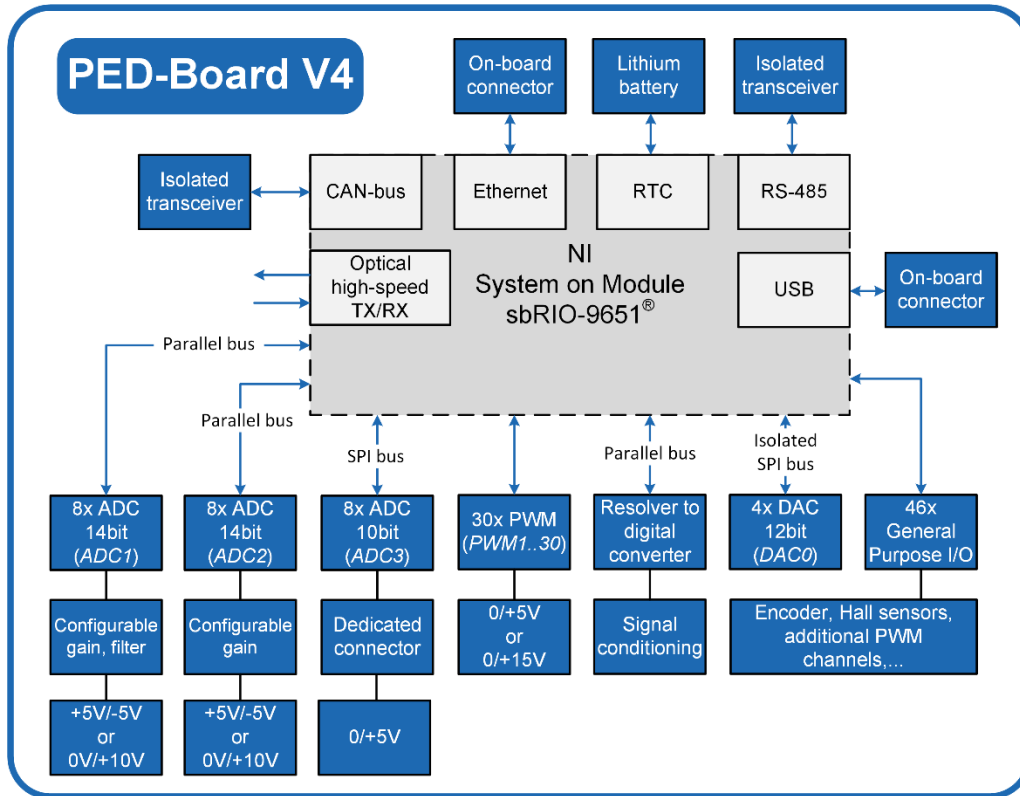 PED-Board V4
On-board
connector
Lithium
battery
Isolated
transceiver
Isolated
transceiver
CAN-bus
Ethernet
RTC
RS-485
Optical
high-speed
TX/RX
NI
System on Module
sbRIO-9651®
USB
On-board
connector
Parallel bus
Parallel bus
SPI bus
Parallel bus
Isolated
SPI bus
8x ADC
14bit
(ADC1)
8x ADC
14bit
(ADC2)
8x ADC
10bit
(ADC3)
30x PWM
(PWM1..30)
Resolver to
digital
converter
4x DAC
12bit
(DAC0)
46x
General
Purpose I/O
Configurable
gain, filter
Configurable
gain
Dedicated
connector
0/+5V
or
0/+15V
Signal
conditioning
Encoder, Hall sensors,
additional PWM
channels,...
+5V/-5V
or
0V/+10V
+5V/-5V
or
0V/+10V
0/+5V